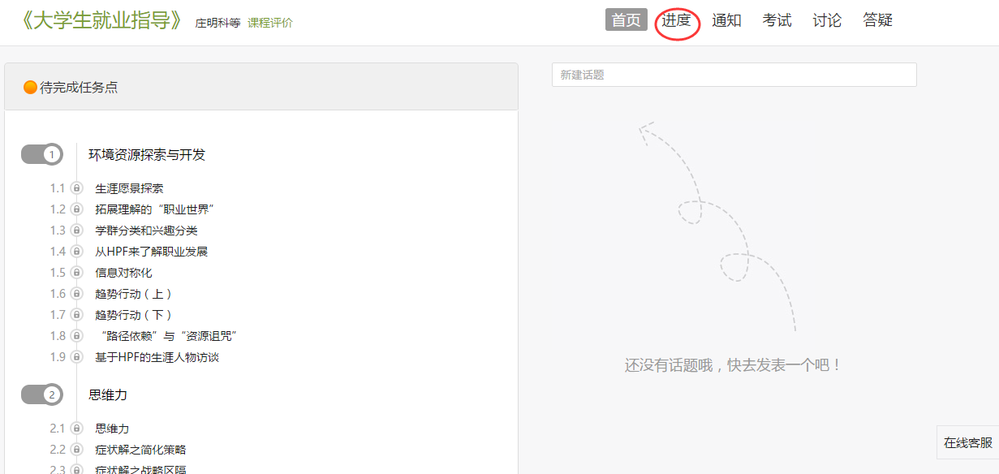 《大学生就业指导》 庄明科等 课程评价
首页 进度 通知 考试 讨论 答疑
待完成任务点
1 环境资源探索与开发
1.1 生涯愿景探索
1.2 拓展理解的“职业世界”
1.3 学群分类和兴趣分类
1.4 从HPF来了解职业发展
1.5 信息对称化
1.6 趋势行动（上）
1.7 趋势行动（下）
1.8 “路径依赖”与“资源诅咒”
1.9 基于HPF的生涯人物访谈
2 思维力
2.1 思维力
2.2 症状解之简化策略
2.3 症状解之战略区隔
新建话题
还没有话题哦，快去发表一个吧！
在线客服